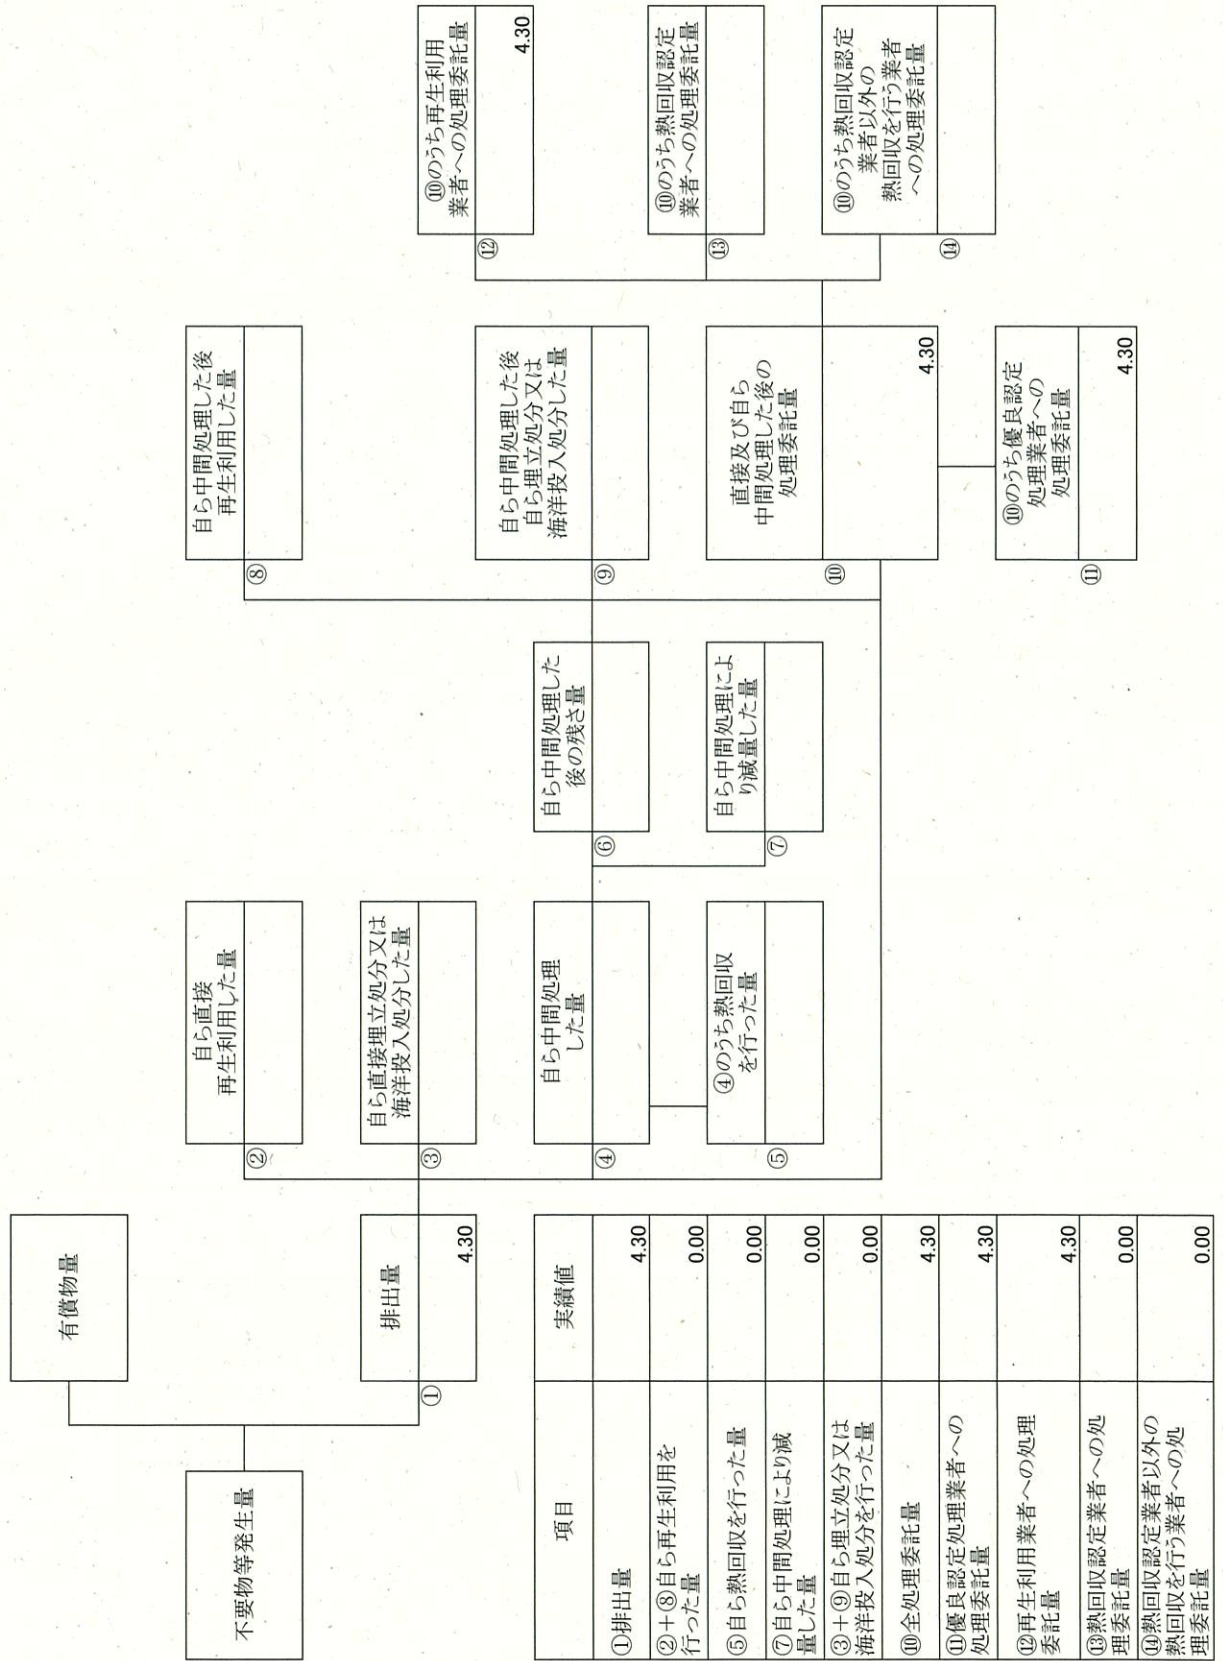 不要物等発生量
有償物量
①
排出量
4.30
②
自ら直接
再生利用した量
③
自ら直接埋立処分又は
海洋投入処分した量
④
自ら中間処理
した量
⑤
④のうち熱回収
を行った量
⑥
自ら中間処理した
後の残さ量
⑦
自ら中間処理によ
り減量した量
⑧
自ら中間処理した後
再生利用した量
⑨
自ら中間処理した後
自ら埋立処分又は
海洋投入処分した量
⑩
直接及び自ら
中間処理した後の
処理委託量
4.30
⑪
⑩のうち優良認定
処理業者への
処理委託量
4.30
⑫
⑩のうち再生利用
業者への処理委託量
4.30
⑬
⑩のうち熱回収認定
業者への処理委託量
⑭
⑩のうち熱回収認定
業者以外の
熱回収を行う業者
への処理委託量
項目 実績値
①排出量 4.30
②+⑧自ら再生利用を
行った量 0.00
⑤自ら熱回収を行った量 0.00
⑦自ら中間処理により減
量した量 0.00
③+⑨自ら埋立処分又は
海洋投入処分を行った量 0.00
⑩全処理委託量 4.30
⑪優良認定処理業者への
処理委託量 4.30
⑫再生利用業者への処理
委託量 4.30
⑬熱回収認定業者への処
理委託量 0.00
⑭熱回収認定業者以外の
熱回収を行う業者への処
理委託量 0.00